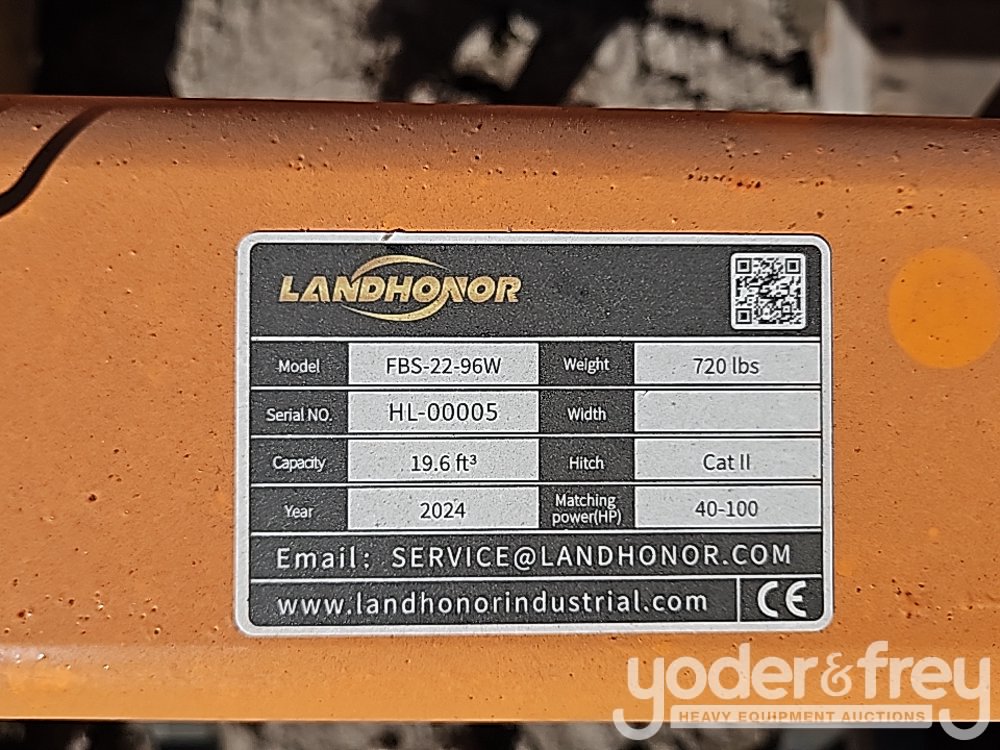 LANDHONOR
Model FBS-22-96W Weight 720 lbs
Serial NO. HL-00005 Width
Capacity 19.6 ft³ Hitch Cat II
Year 2024 Matching power(HP) 40-100
Email: SERVICE@LANDHONOR.COM
www.landhonorindustrial.com CE
yoder&frey
HEAVY EQUIPMENT AUCTIONS